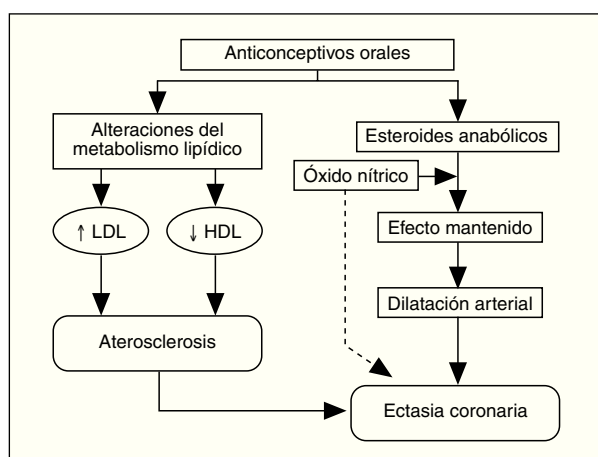 Anticonceptivos orales
Alteraciones del
metabolismo lipídico
Esteroides anabólicos
Óxido nítrico
↑ LDL
↓ HDL
Efecto mantenido
Dilatación arterial
Aterosclerosis
Ectasia coronaria